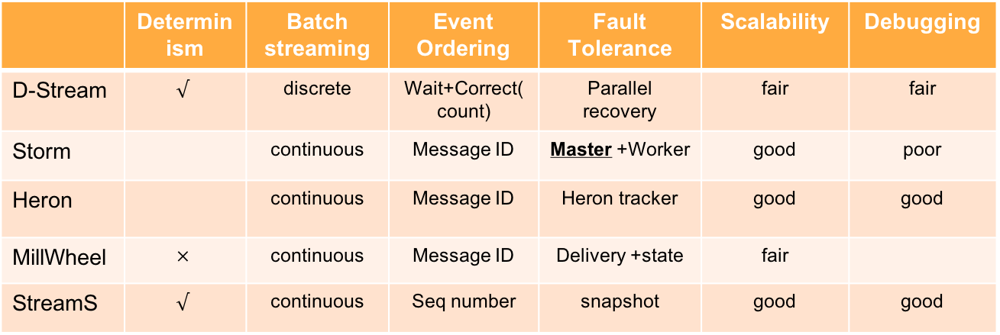 Determin Batch Event Fault Scalability Debugging
ism streaming Ordering Tolerance
D-Stream √ discrete Wait+Correct( Parallel fair fair
count) recovery
Storm continuous Message ID Master +Worker good poor
Heron continuous Message ID Heron tracker good good
MillWheel × continuous Message ID Delivery +state fair
StreamS √ continuous Seq number snapshot good good